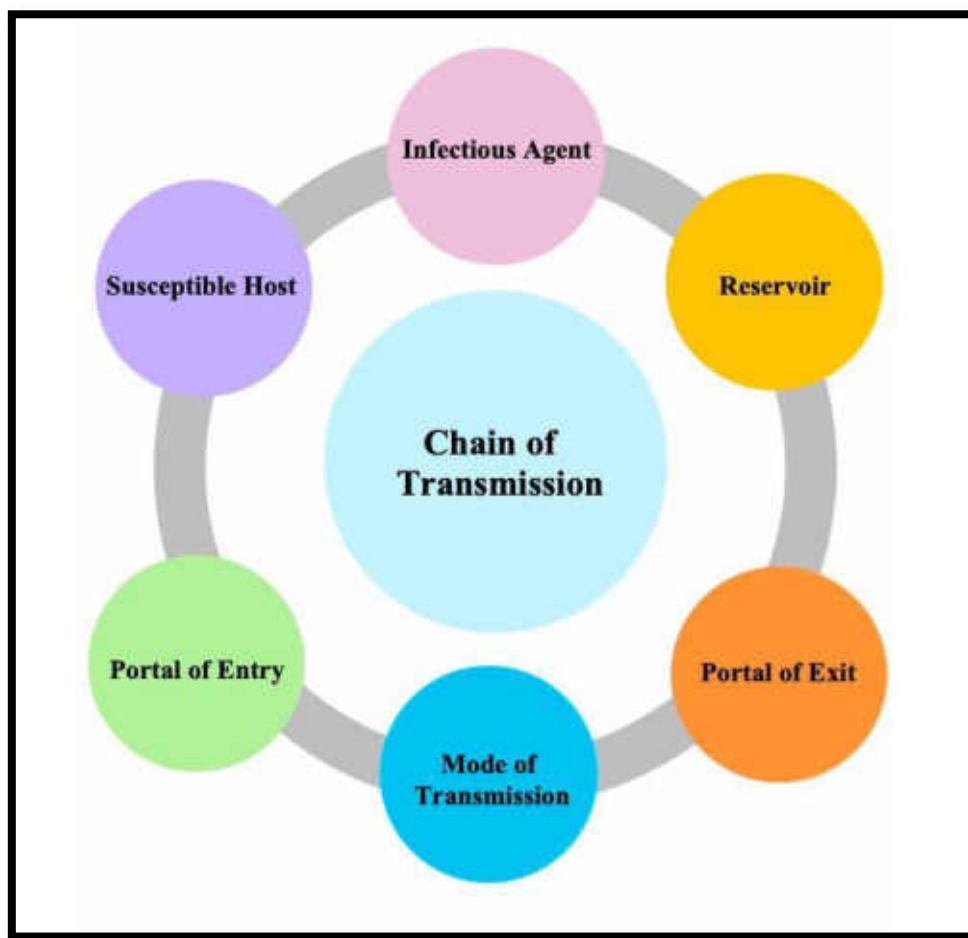 Infectious Agent
Susceptible Host
Reservoir
Chain of
Transmission
Portal of Entry
Portal of Exit
Mode of
Transmission